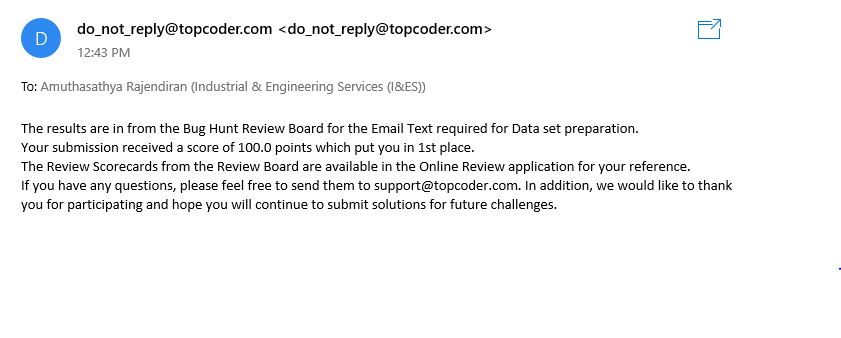 D
do_not_reply@topcoder.com <do_not_reply@topcoder.com>
12:43 PM
To: Amuthasathya Rajendiran (Industrial & Engineering Services (I&ES))
The results are in from the Bug Hunt Review Board for the Email Text required for Data set preparation.
Your submission received a score of 100.0 points which put you in 1st place.
The Review Scorecards from the Review Board are available in the Online Review application for your reference.
If you have any questions, please feel free to send them to support@topcoder.com. In addition, we would like to thank
you for participating and hope you will continue to submit solutions for future challenges.